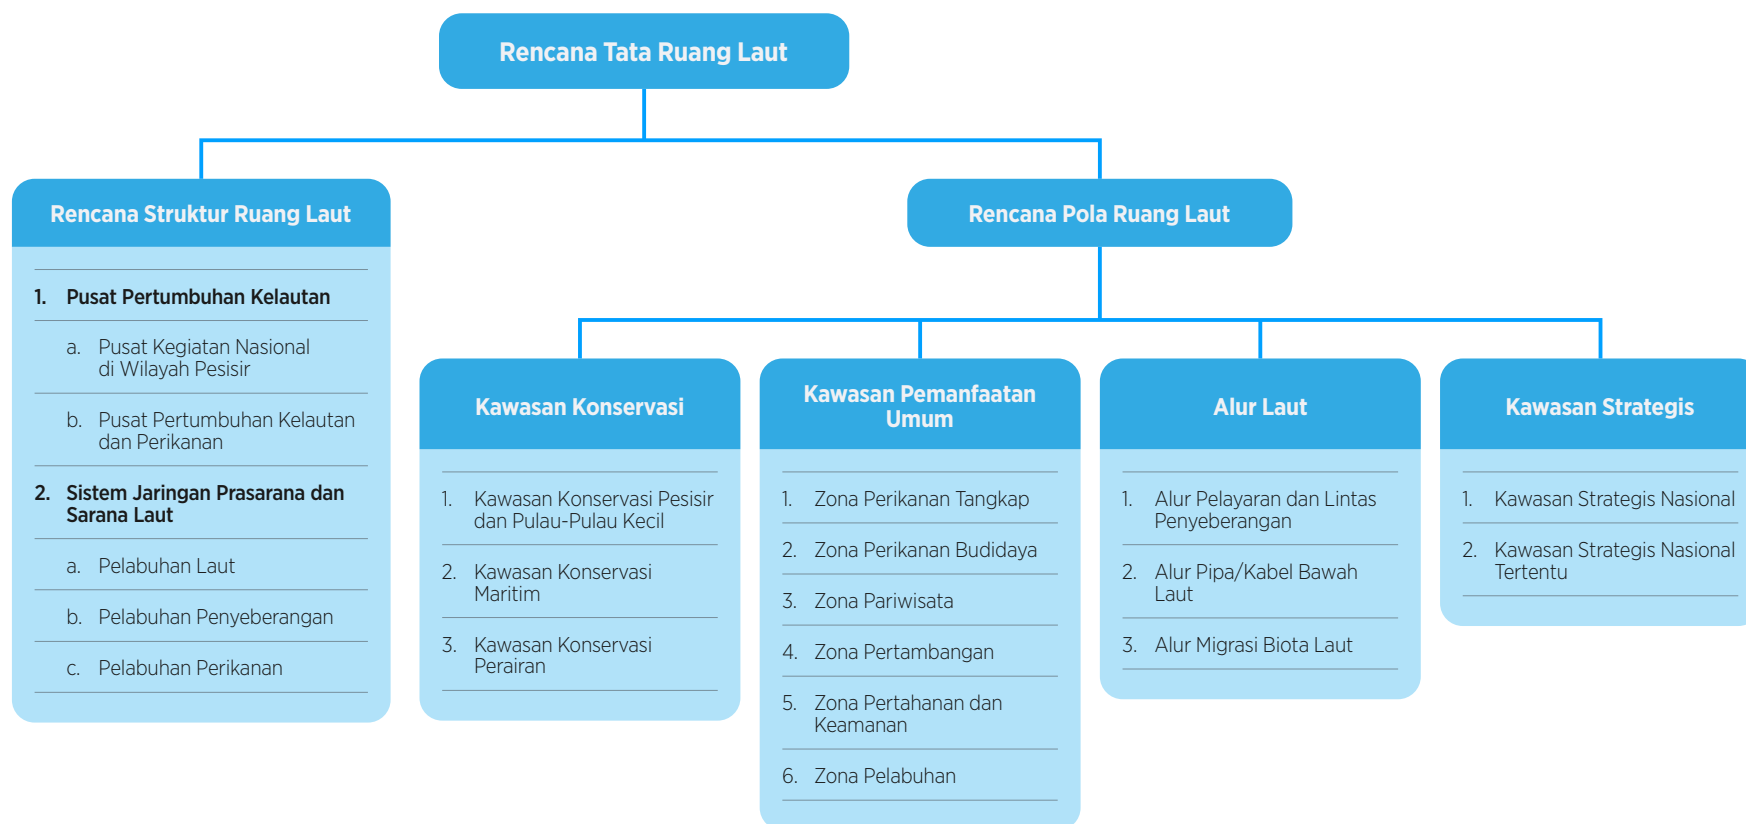 Rencana Tata Ruang Laut
Rencana Struktur Ruang Laut
1. Pusat Pertumbuhan Kelautan
a. Pusat Kegiatan Nasional
di Wilayah Pesisir
b. Pusat Pertumbuhan Kelautan
dan Perikanan
2. Sistem Jaringan Prasarana dan
Sarana Laut
a. Pelabuhan Laut
b. Pelabuhan Penyeberangan
c. Pelabuhan Perikanan
Rencana Pola Ruang Laut
Kawasan Konservasi
1. Kawasan Konservasi Pesisir
dan Pulau-Pulau Kecil
2. Kawasan Konservasi
Maritim
3. Kawasan Konservasi
Perairan
Kawasan Pemanfaatan
Umum
1. Zona Perikanan Tangkap
2. Zona Perikanan Budidaya
3. Zona Pariwisata
4. Zona Pertambangan
5. Zona Pertahanan dan
Keamanan
6. Zona Pelabuhan
Alur Laut
1. Alur Pelayaran dan Lintas
Penyeberangan
2. Alur Pipa/Kabel Bawah
Laut
3. Alur Migrasi Biota Laut
Kawasan Strategis
1. Kawasan Strategis Nasional
2. Kawasan Strategis Nasional
Tertentu